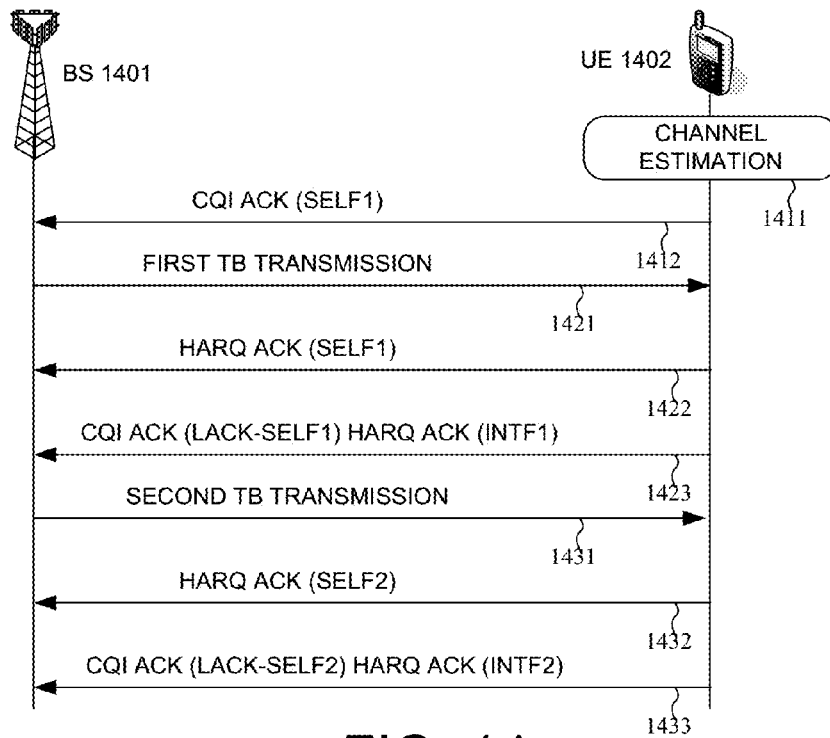 BS 1401
UE 1402
CHANNEL
ESTIMATION
1411
CQI ACK (SELF1)
1412
FIRST TB TRANSMISSION
1421
HARQ ACK (SELF1)
1422
CQI ACK (LACK-SELF1) HARQ ACK (INTF1)
1423
SECOND TB TRANSMISSION
1431
HARQ ACK (SELF2)
1432
CQI ACK (LACK-SELF2) HARQ ACK (INTF2)
1433